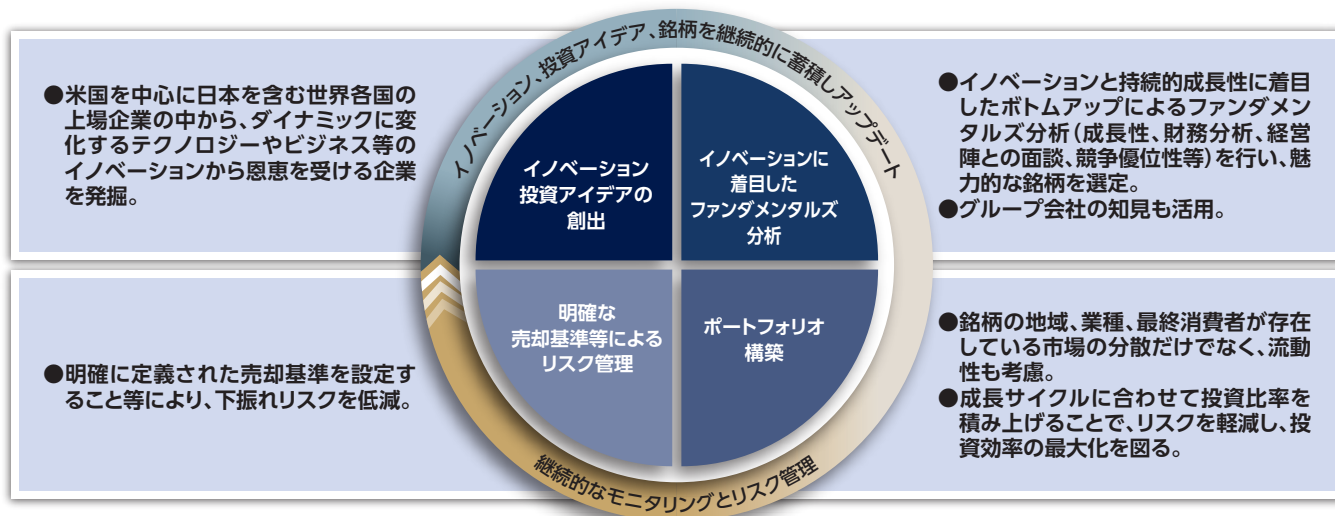 イノベーション、投資アイデア、銘柄を継続的に蓄積しアップデート
●米国を中心に日本を含む世界各国の
上場企業の中から、ダイナミックに変
化するテクノロジーやビジネス等の
イノベーションから恩恵を受ける企業
を発掘。
イノベーション
投資アイデアの
創出
イノベーションに
着目した
ファンダメンタルズ
分析
●イノベーションと持続的成長性に着目
したボトムアップによるファンダメン
タルズ分析(成長性、財務分析、経営
陣との面談、競争優位性等)を行い、魅
力的な銘柄を選定。
●グループ会社の知見も活用。
●明確に定義された売却基準を設定す
ること等により、下振れリスクを低減。
明確な
売却基準等による
リスク管理
ポートフォリオ
構築
●銘柄の地域、業種、最終消費者が存在
している市場の分散だけでなく、流動
性も考慮。
●成長サイクルに合わせて投資比率を
積み上げることで、リスクを軽減し、投
資効率の最大化を図る。
継続的なモニタリングとリスク管理